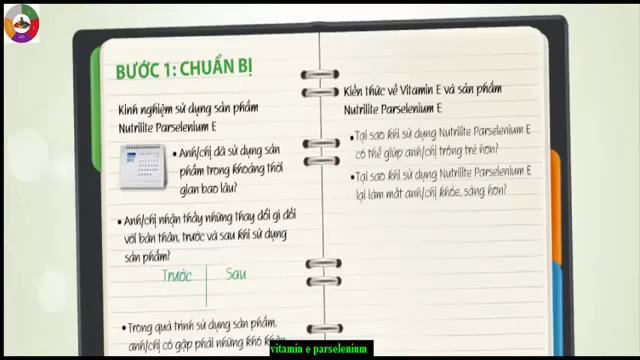 BƯỚC 1: CHUẨN BỊ
Kinh nghiệm sử dụng sản phẩm
Nutrilite Parselenium E
• Anh/chị đã sử dụng sản
phẩm trong khoảng thời
gian bao lâu?
• Anh/chị nhận thấy những thay đổi gì đối
với bản thân, trước và sau khi sử dụng
sản phẩm?
Trước Sau
• Trong quá trình sử dụng sản phẩm,
anh/chị có gặp phải những khó
Kiến thức về Vitamin E và sản phẩm
Nutrilite Parselenium E
• Tại sao khi sử dụng Nutrilite Parselenium E
có thể giúp anh/chị trông trẻ hơn?
• Tại sao khi sử dụng Nutrilite Parselenium E
lại làm mắt anh/chị khỏe, sáng hơn?
vitamin e parselenium